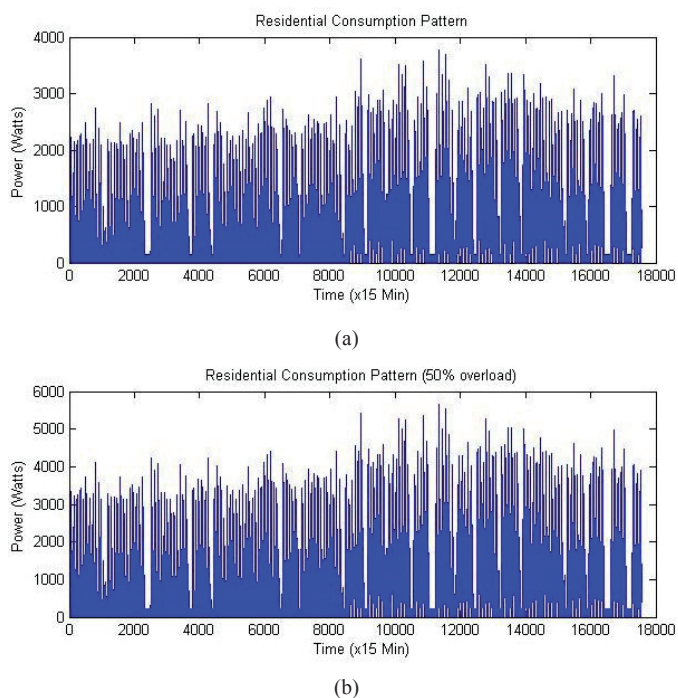 Residential Consumption Pattern
4000
3000
2000
1000
0
Power (Watts)
0 2000 4000 6000 8000 10000 12000 14000 16000 18000
Time (x15 Min)
(a)
Residential Consumption Pattern (50% overload)
6000
5000
4000
3000
2000
1000
0
Power (Watts)
0 2000 4000 6000 8000 10000 12000 14000 16000 18000
Time (x15 Min)
(b)